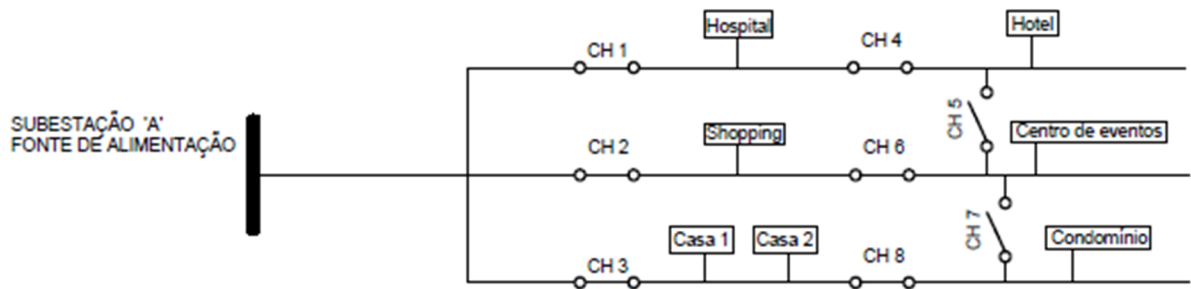 Hospital
Hotel
CH 1
CH 4
SUBESTAÇÃO 'A'
FONTE DE ALIMENTAÇÃO
CH 5
Shopping
Centro de eventos
CH 2
CH 6
CH 7
Casa 1
Casa 2
Condomínio
CH 3
CH 8